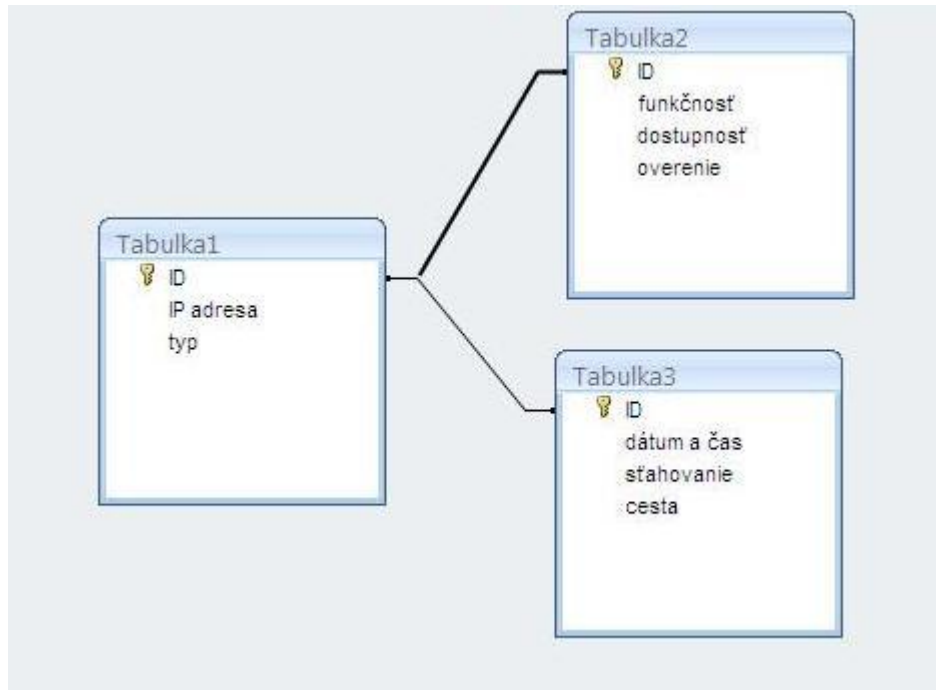 Tabulka1
ID
IP adresa
typ
Tabulka2
ID
funkčnosť
dostupnosť
overenie
Tabulka3
ID
dátum a čas
sťahovanie
cesta